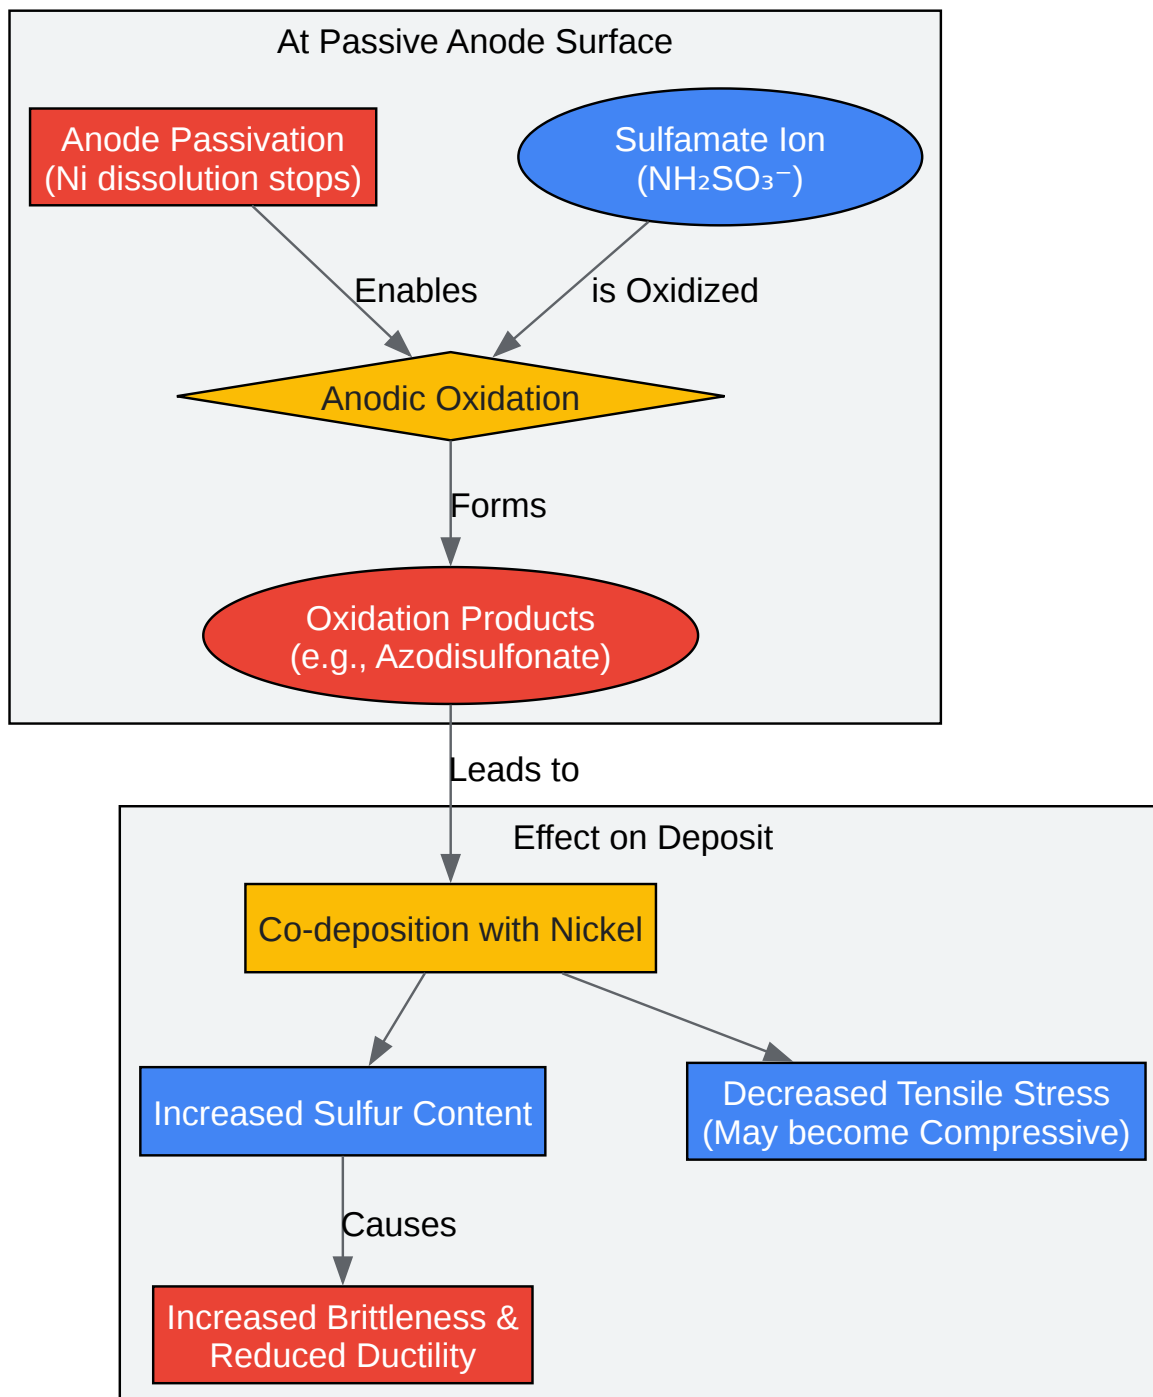 At Passive Anode Surface
Anode Passivation
(Ni dissolution stops)
Sulfamate Ion
(NH₂SO₃⁻)
Enables
is Oxidized
Anodic Oxidation
Forms
Oxidation Products
(e.g., Azodisulfonate)
Leads to
Effect on Deposit
Co-deposition with Nickel
Increased Sulfur Content
Decreased Tensile Stress
(May become Compressive)
Causes
Increased Brittleness &
Reduced Ductility